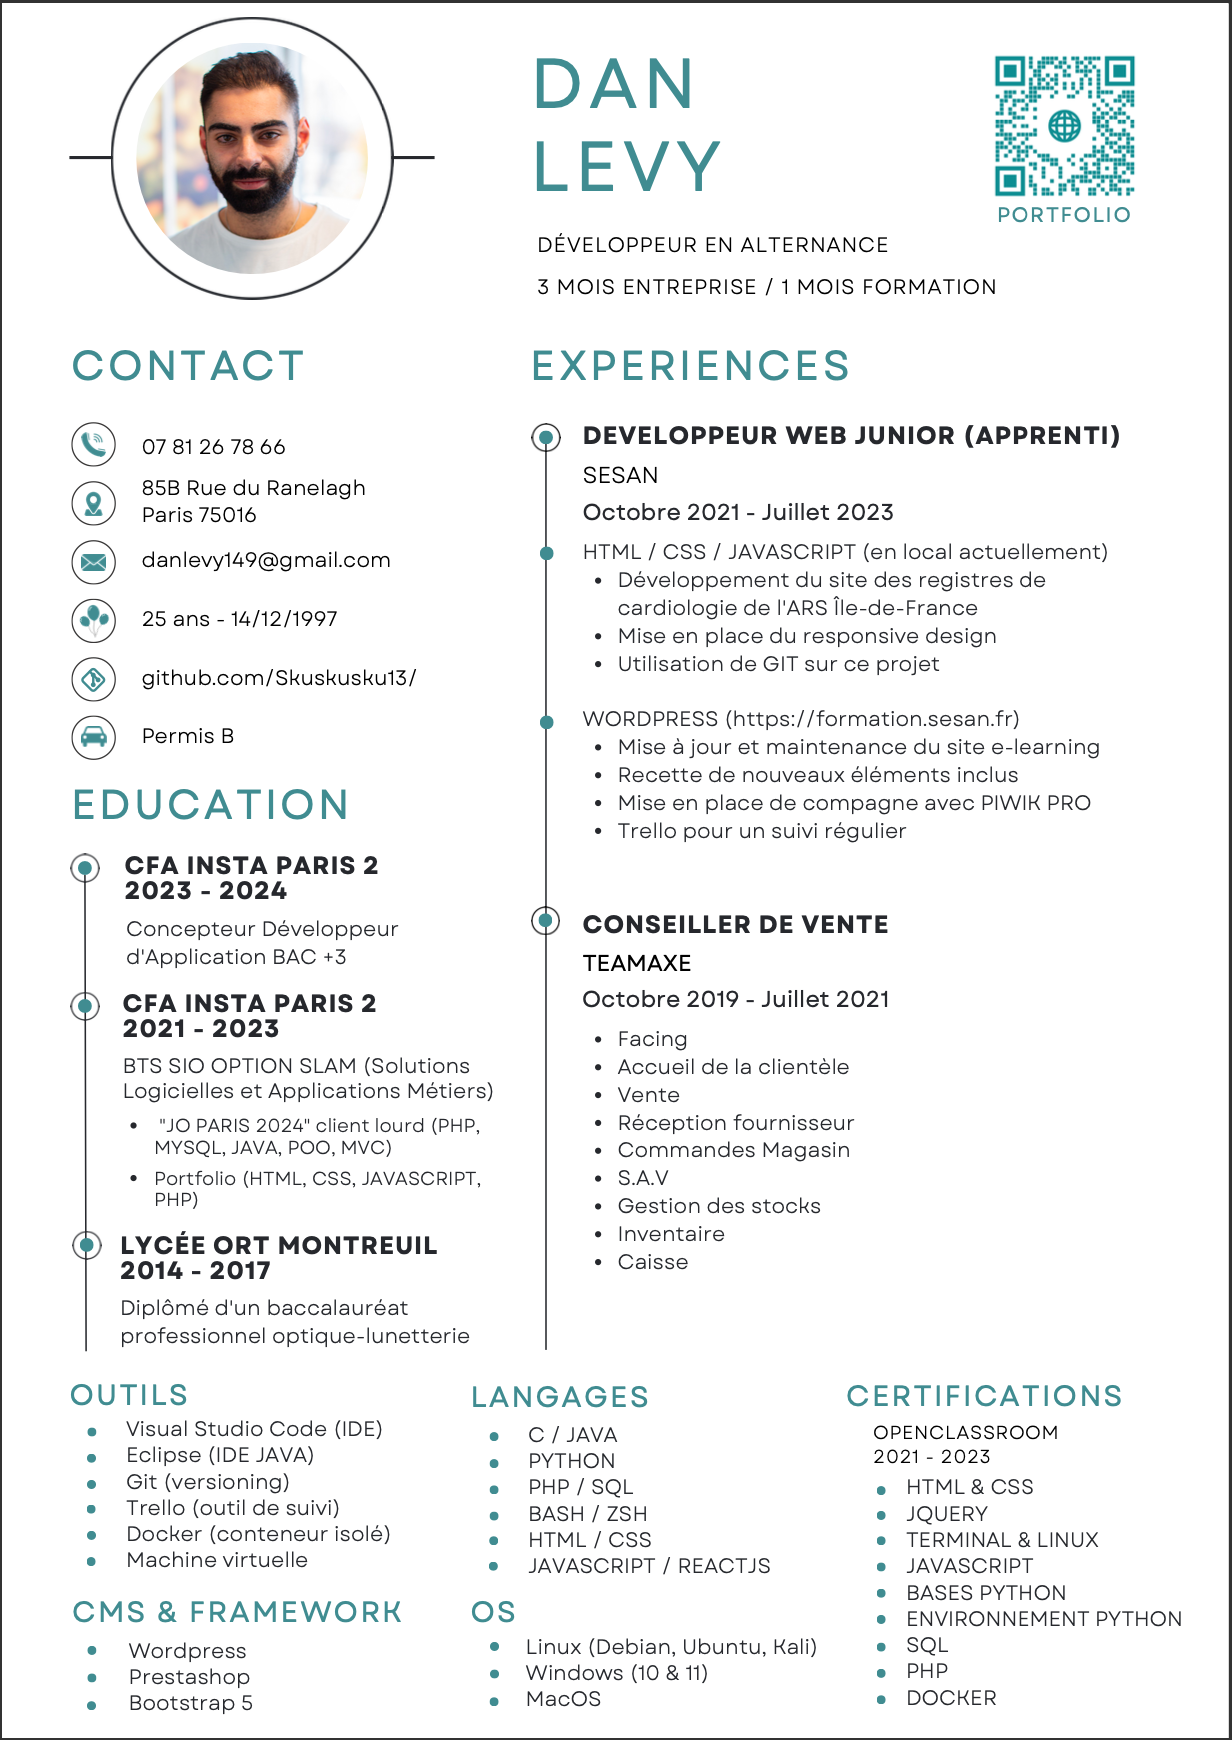 DAN
LEVY
PORTFOLIO
DÉVELOPPEUR EN ALTERNANCE
3 MOIS ENTREPRISE / 1 MOIS FORMATION
CONTACT
07 81 26 78 66
85B Rue du Ranelagh
Paris 75016
danlevy149@gmail.com
25 ans - 14/12/1997
github.com/Skuskusku13/
Permis B
EDUCATION
CFA INSTA PARIS 2
2023 - 2024
Concepteur Développeur
d'Application BAC +3
CFA INSTA PARIS 2
2021 - 2023
BTS SIO OPTION SLAM (Solutions
Logicielles et Applications Métiers)
• "JO PARIS 2024" client lourd (PHP,
MYSQL, JAVA, POO, MVC)
• Portfolio (HTML, CSS, JAVASCRIPT,
PHP)
LYCÉE ORT MONTREUIL
2014 - 2017
Diplômé d'un baccalauréat
professionnel optique-lunetterie
EXPERIENCES
DEVELOPPEUR WEB JUNIOR (APPRENTI)
SESAN
Octobre 2021 - Juillet 2023
HTML / CSS / JAVASCRIPT (en local actuellement)
• Développement du site des registres de
cardiologie de l'ARS Île-de-France
• Mise en place du responsive design
• Utilisation de GIT sur ce projet
WORDPRESS (https://formation.sesan.fr)
• Mise à jour et maintenance du site e-learning
• Recette de nouveaux éléments inclus
• Mise en place de compagne avec PIWIK PRO
• Trello pour un suivi régulier
CONSEILLER DE VENTE
TEAMAXE
Octobre 2019 - Juillet 2021
• Facing
• Accueil de la clientèle
• Vente
• Réception fournisseur
• Commandes Magasin
• S.A.V
• Gestion des stocks
• Inventaire
• Caisse
OUTILS
• Visual Studio Code (IDE)
• Eclipse (IDE JAVA)
• Git (versioning)
• Trello (outil de suivi)
• Docker (conteneur isolé)
• Machine virtuelle
CMS & FRAMEWORK
• Wordpress
• Prestashop
• Bootstrap 5
LANGAGES
• C / JAVA
• PYTHON
• PHP / SQL
• BASH / ZSH
• HTML / CSS
• JAVASCRIPT / REACTJS
OS
• Linux (Debian, Ubuntu, Kali)
• Windows (10 & 11)
• MacOS
CERTIFICATIONS
OPENCLASSROOM
2021 - 2023
• HTML & CSS
• JQUERY
• TERMINAL & LINUX
• JAVASCRIPT
• BASES PYTHON
• ENVIRONNEMENT PYTHON
• SQL
• PHP
• DOCKER